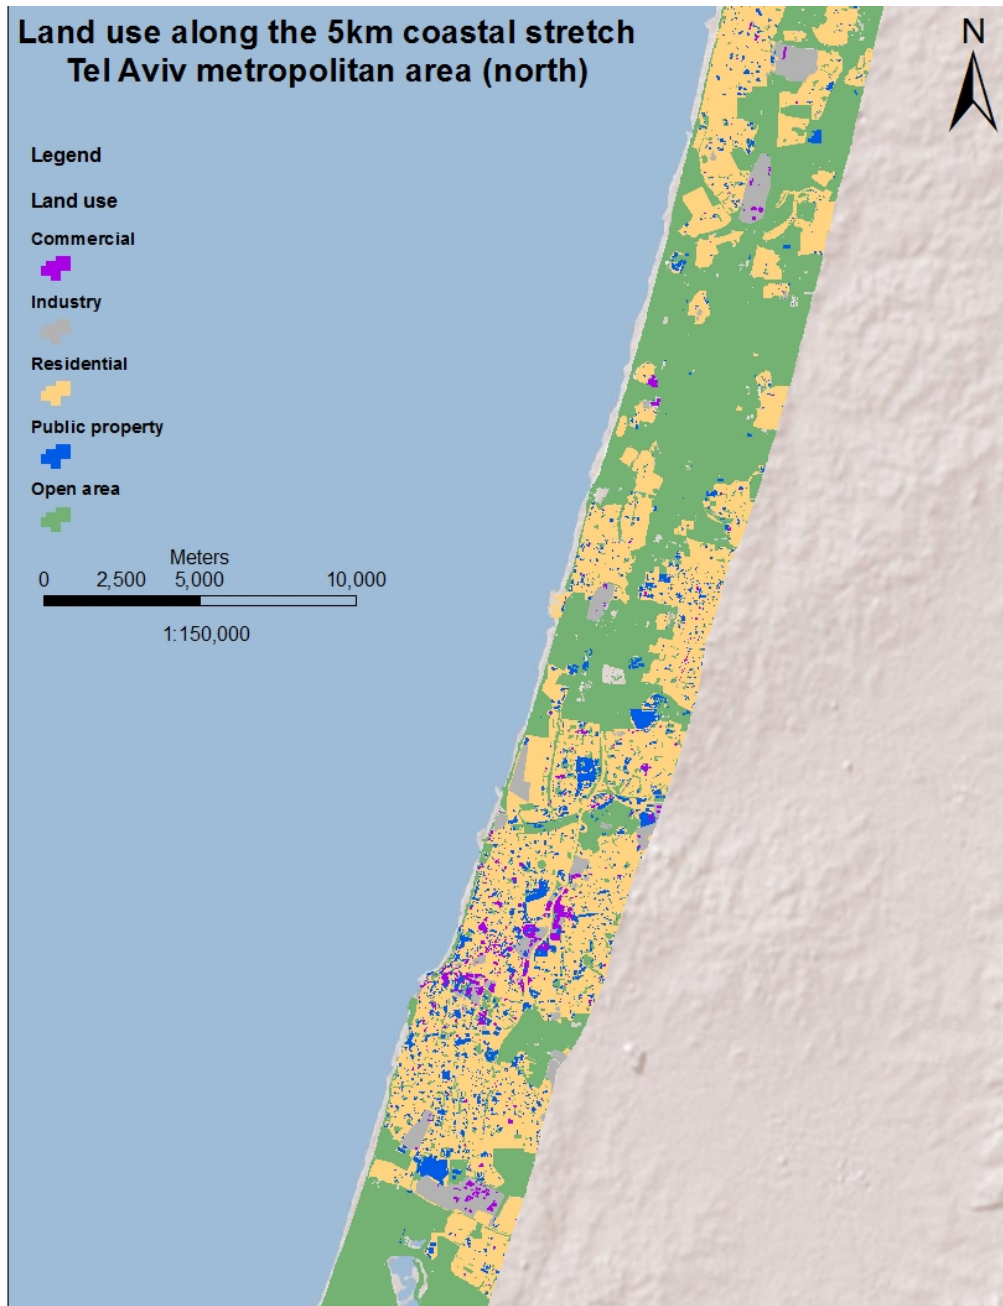 Land use along the 5km coastal stretch
Tel Aviv metropolitan area (north)
N
Legend
Land use
Commercial
Industry
Residential
Public property
Open area
Meters
0 2,500 5,000 10,000
1:150,000